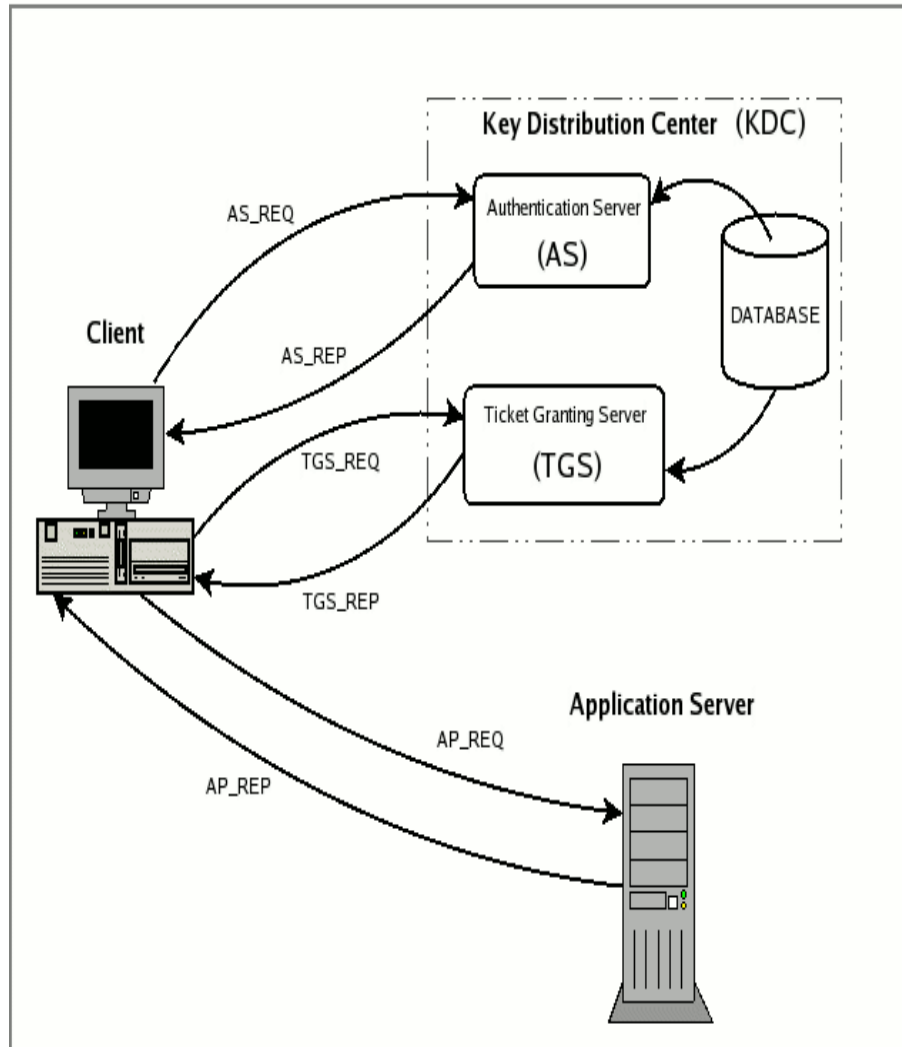 Key Distribution Center (KDC)
AS_REQ
Authentication Server
(AS)
DATABASE
Client
AS_REP
Ticket Granting Server
(TGS)
TGS_REQ
TGS_REP
Application Server
AP_REQ
AP_REP